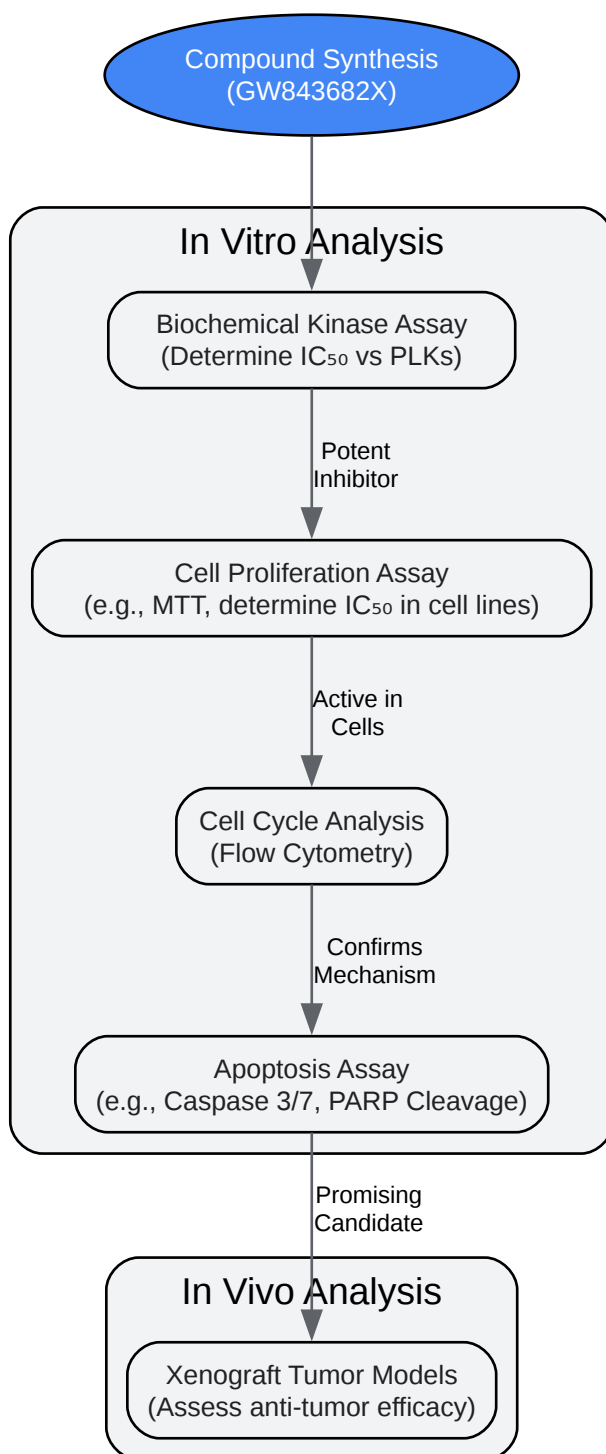 Compound Synthesis
(GW843682X)
In Vitro Analysis
Biochemical Kinase Assay
(Determine IC₅₀ vs PLKs)
Potent
Inhibitor
Cell Proliferation Assay
(e.g., MTT, determine IC₅₀ in cell lines)
Active in
Cells
Cell Cycle Analysis
(Flow Cytometry)
Confirms
Mechanism
Apoptosis Assay
(e.g., Caspase 3/7, PARP Cleavage)
Promising
Candidate
In Vivo Analysis
Xenograft Tumor Models
(Assess anti-tumor efficacy)